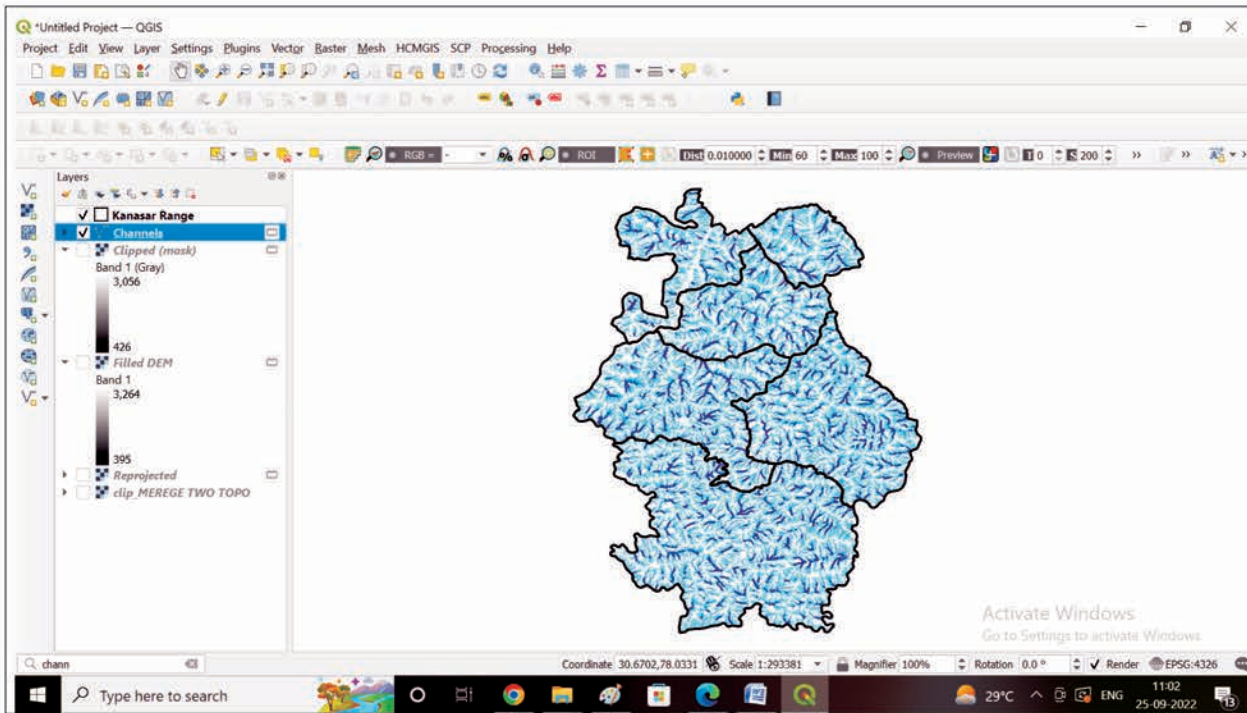 *Untitled Project — QGIS
Project Edit View Layer Settings Plugins Vector Raster Mesh HCMGIS SCP Processing Help
RGB = - ROI Dist 0.010000 Min 60 Max 100 Preview T 0 S 200
Layers
Kanasar Range
Channels
Clipped (mask)
Band 1 (Gray)
3,056
426
Filled DEM
Band 1
3,264
395
Reprojected
clip_MEREGE TWO TOPO
Activate Windows
Go to Settings to activate Windows
chann Coordinate 30.6702,78.0331 Scale 1:293381 Magnifier 100% Rotation 0.0 ° Render EPSG:4326
Type here to search 29°C ENG 11:02
25-09-2022 13